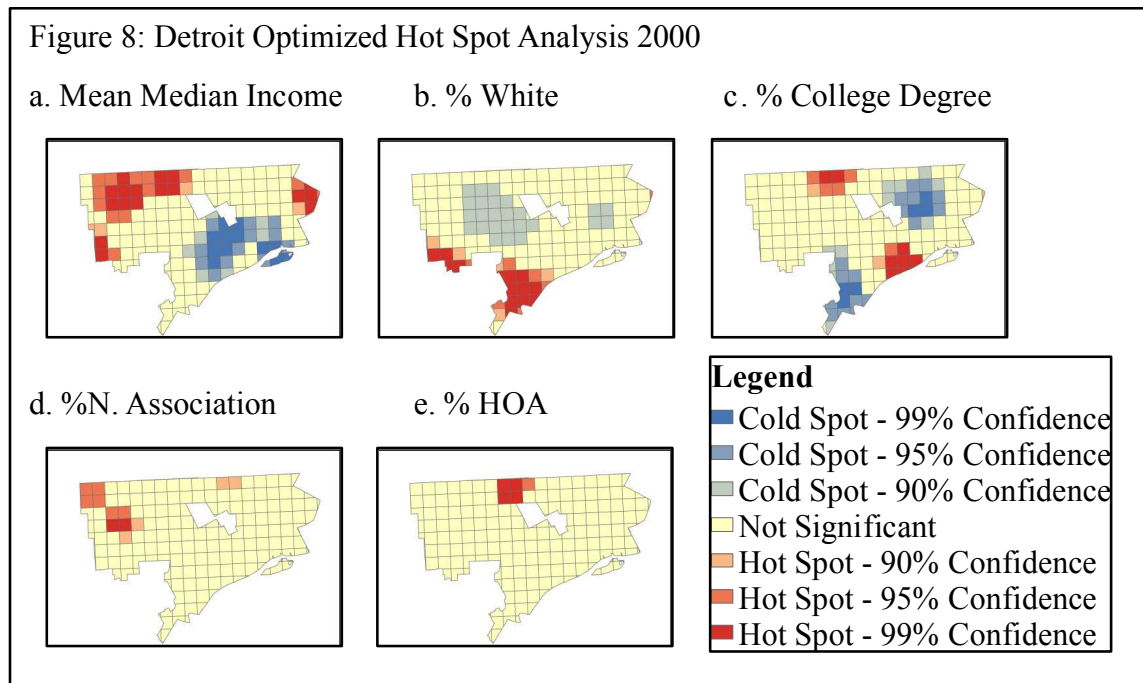 Figure 8: Detroit Optimized Hot Spot Analysis 2000
a. Mean Median Income
b. % White
c. % College Degree
d. %N. Association
e. % HOA
Legend
Cold Spot - 99% Confidence
Cold Spot - 95% Confidence
Cold Spot - 90% Confidence
Not Significant
Hot Spot - 90% Confidence
Hot Spot - 95% Confidence
Hot Spot - 99% Confidence